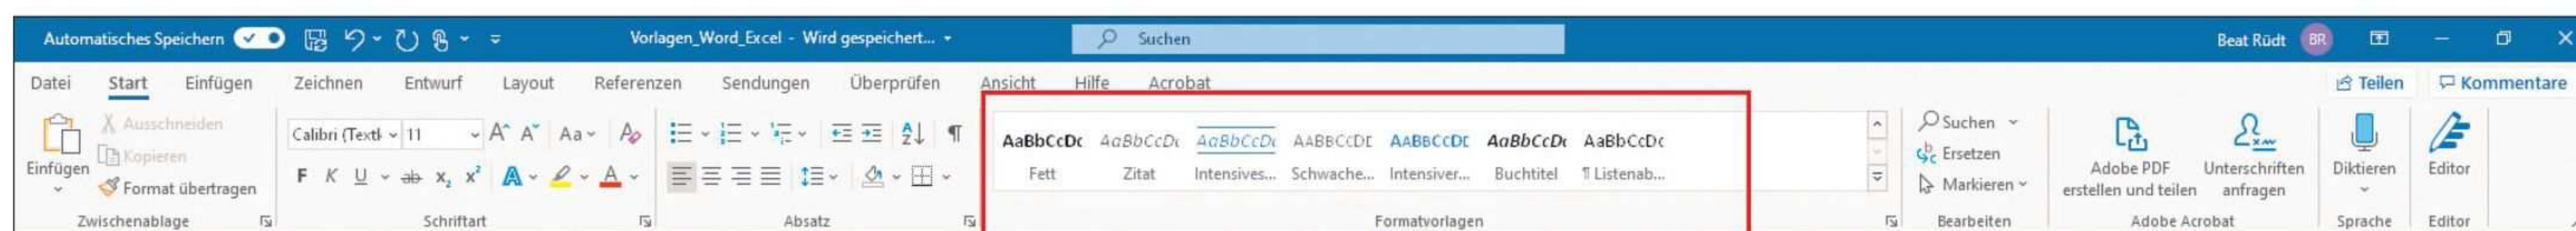 Automatisches Speichern Vorlagen_Word_Excel - Wird gespeichert... Suchen Beat Rüdt BR
Datei Start Einfügen Zeichnen Entwurf Layout Referenzen Sendungen Überprüfen Ansicht Hilfe Acrobat Teilen Kommentare
Einfügen
Ausschneiden
Kopieren
Format übertragen
Zwischenablage
Calibri (Textk 11 A A Aa A
F K U ab x2 x2 A A
Schriftart
A Z ¶
Absatz
AaBbCcDc AaBbCcDc AaBbCcDc AABBCCDE AABBCCDE AaBbCcDc AaBbCcDc
Fett Zitat Intensives... Schwache... Intensiver... Buchtitel ¶ Listenab...
Formatvorlagen
Suchen
Ersetzen
Markieren
Bearbeiten
Adobe PDF
erstellen und teilen
Unterschriften
anfragen
Adobe Acrobat
Diktieren
Sprache
Editor
Editor